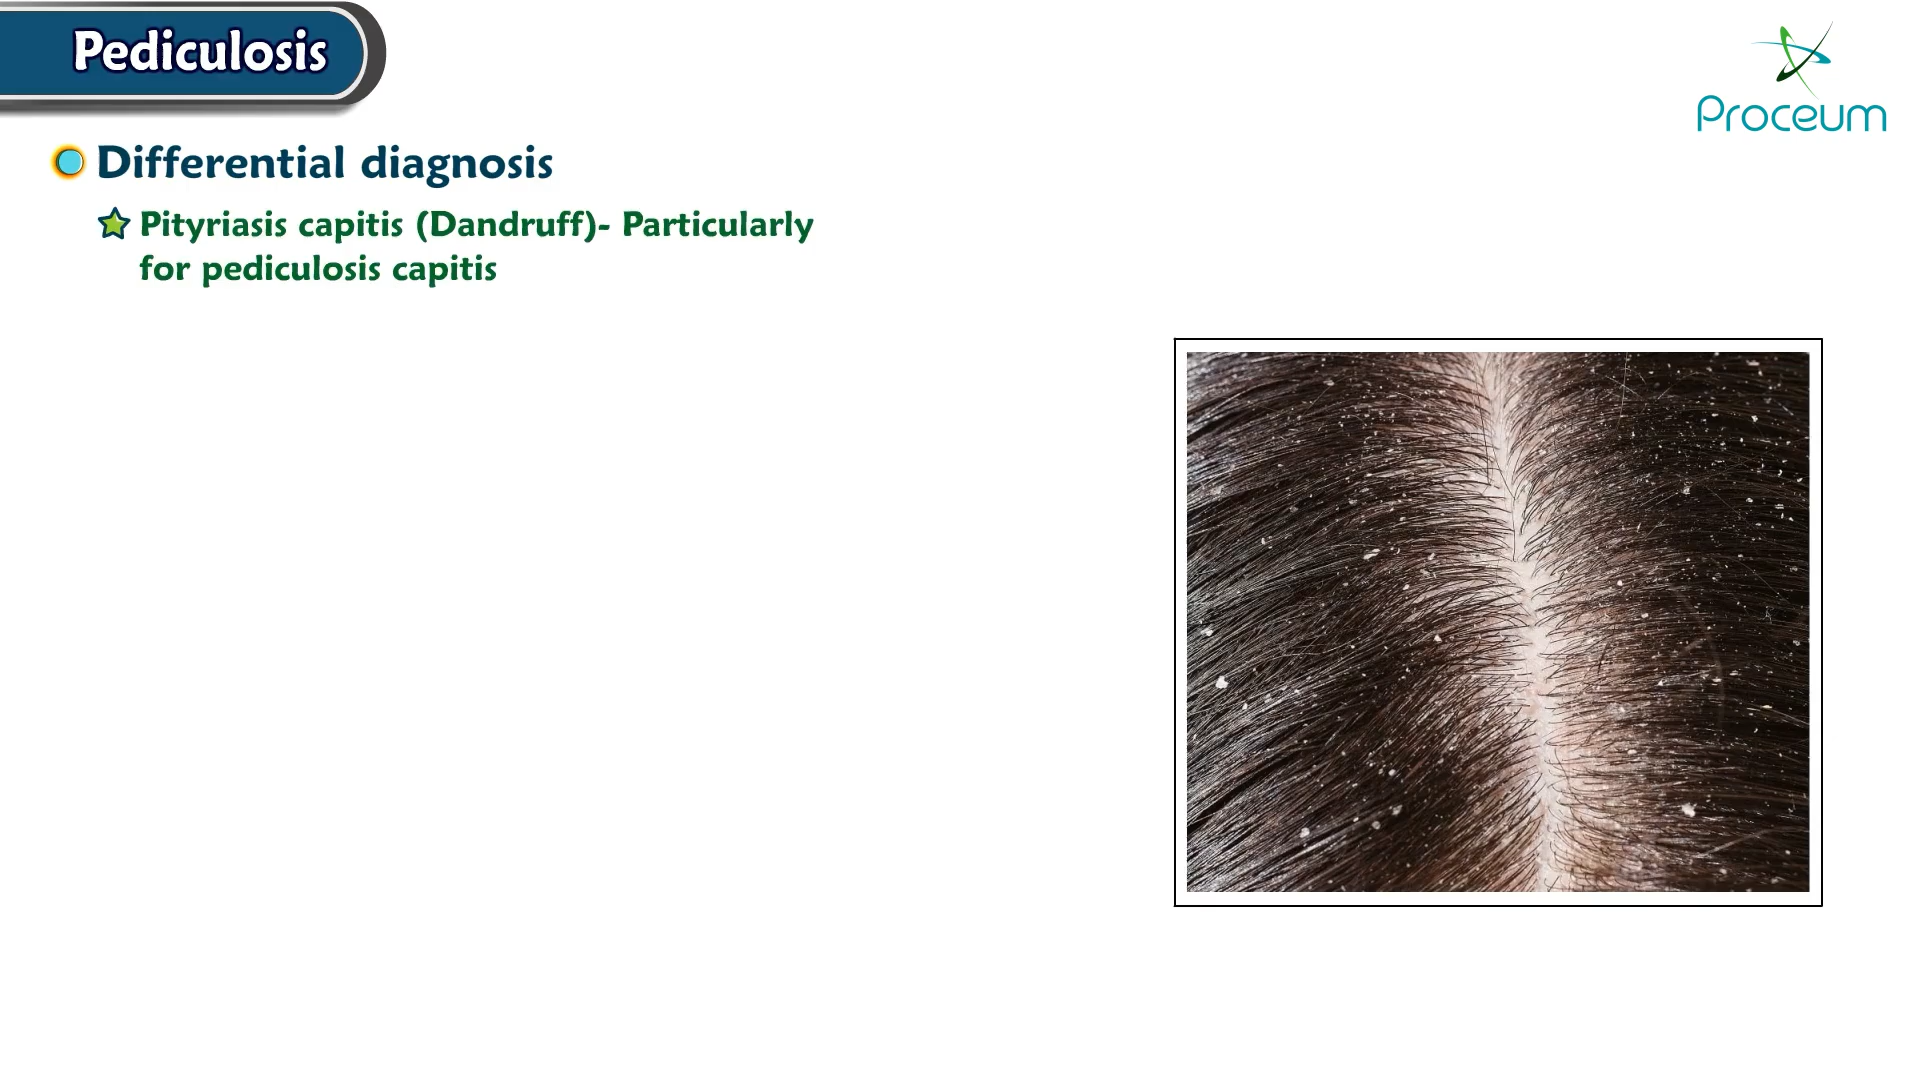 Pediculosis
Proceum
Differential diagnosis
Pityriasis capitis (Dandruff)- Particularly
for pediculosis capitis